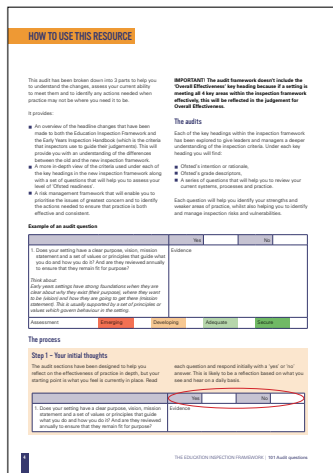 HOW TO USE THIS RESOURCE
This audit has been broken down into 3 parts to help you
to understand the changes, assess your current ability
to meet them and to identify any actions needed when
practice may not be where you need it to be.
It provides:
An overview of the headline changes that have been
made to both the Education Inspection Framework and
the Early Years Inspection Handbook (which is the criteria
that inspectors use to guide their judgements). This will
provide you with an understanding of the differences
between the old and the new inspection framework.
A more in-depth view of the criteria used under each of
the key headings in the new inspection framework along
with a set of questions that will help you to assess your
level of 'Ofsted readiness'.
A risk management framework that will enable you to
prioritise the issues of greatest concern and to identify
the actions needed to ensure that practice is both
effective and consistent.
IMPORTANT! The audit framework doesn't include the
'Overall Effectiveness' key heading because if a setting is
meeting all 4 key areas within the inspection framework
effectively, this will be reflected in the judgement for
Overall Effectiveness.
The audits
Each of the key headings within the inspection framework
has been explored to give leaders and managers a deeper
understanding of the inspection criteria. Under each key
heading you will find:
Ofsted's intention or rationale,
Ofsted's grade descriptors,
A series of questions that will help you to review your
current systems, processes and practice.
Each question will help you identify your strengths and
weaker areas of practice, whilst also helping you to identify
and manage inspection risks and vulnerabilities.
Example of an audit question
Yes No
1. Does your setting have a clear purpose, vision, mission
statement and a set of values or principles that guide what
you do and how you do it? And are they reviewed annually
to ensure that they remain fit for purpose?
Evidence
Think about:
Early years settings have strong foundations when they are
clear about why they exist (their purpose), where they want
to be (vision) and how they are going to get there (mission
statement). This is usually supported by a set of principles or
values which govern behaviour in the setting.
Assessment Emerging Developing Adequate Secure
The process
Step 1 – Your initial thoughts
The audit sections have been designed to help you
reflect on the effectiveness of practice in depth, but your
starting point is what you feel is currently in place. Read
each question and respond initially with a 'yes' or 'no'
answer. This is likely to be a reflection based on what you
see and hear on a daily basis.
Yes No
1. Does your setting have a clear purpose, vision, mission
statement and a set of values or principles that guide
what you do and how you do it? And are they reviewed
annually to ensure that they remain fit for purpose?
Evidence
THE EDUCATION INSPECTION FRAMEWORK | 101 Audit questions